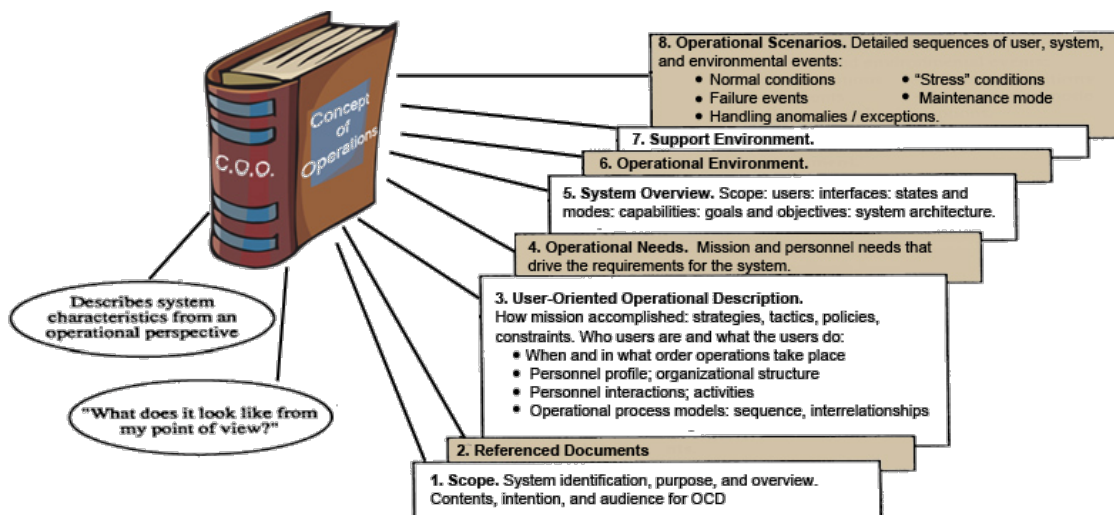 Concept
of
Operations
C.O.O.
Describes system
characteristics from an
operational perspective
"What does it look like from
my point of view?"
8. Operational Scenarios. Detailed sequences of user, system,
and environmental events:
• Normal conditions
• "Stress" conditions
• Failure events
• Maintenance mode
• Handling anomalies / exceptions.
7. Support Environment.
6. Operational Environment.
5. System Overview. Scope: users: interfaces: states and
modes: capabilities: goals and objectives: system architecture.
4. Operational Needs. Mission and personnel needs that
drive the requirements for the system.
3. User-Oriented Operational Description.
How mission accomplished: strategies, tactics, policies,
constraints. Who users are and what the users do:
• When and in what order operations take place
• Personnel profile; organizational structure
• Personnel interactions; activities
• Operational process models: sequence, interrelationships
2. Referenced Documents
1. Scope. System identification, purpose, and overview.
Contents, intention, and audience for OCD